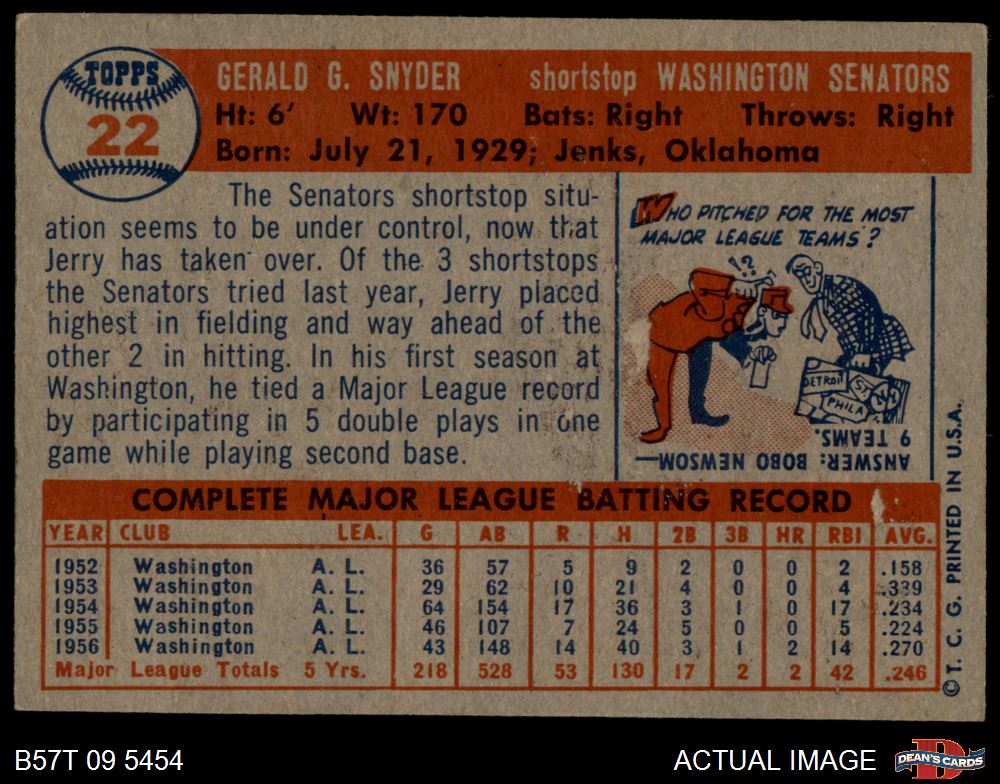 TOPPS
22
GERALD G. SNYDER shortstop WASHINGTON SENATORS
Ht: 6' Wt: 170 Bats: Right Throws: Right
Born: July 21, 1929; Jenks, Oklahoma
The Senators shortstop situ-
ation seems to be under control, now that
Jerry has taken over. Of the 3 shortstops
the Senators tried last year, Jerry placed
highest in fielding and way ahead of the
other 2 in hitting. In his first season at
Washington, he tied a Major League record
by participating in 5 double plays in one
game while playing second base.
WHO PITCHED FOR THE MOST
MAJOR LEAGUE TEAMS?
!?
DETROIT
ST.
PHILA
ANSWER: BOBO NEWSOM—
9 TEAMS.
COMPLETE MAJOR LEAGUE BATTING RECORD
YEAR CLUB LEA. G AB R H 2B 3B HR RBI AVG.
1952 Washington A. L. 36 57 5 9 2 0 0 2 .158
1953 Washington A. L. 29 62 10 21 4 0 0 4 .339
1954 Washington A. L. 64 154 17 36 3 1 0 17 .234
1955 Washington A. L. 46 107 7 24 5 0 0 5 .224
1956 Washington A. L. 43 148 14 40 3 1 2 14 .270
Major League Totals 5 Yrs. 218 528 53 130 17 2 2 42 .246
©T. C. G. PRINTED IN U.S.A.
B57T 09 5454
ACTUAL IMAGE
D
DEAN'S CARDS